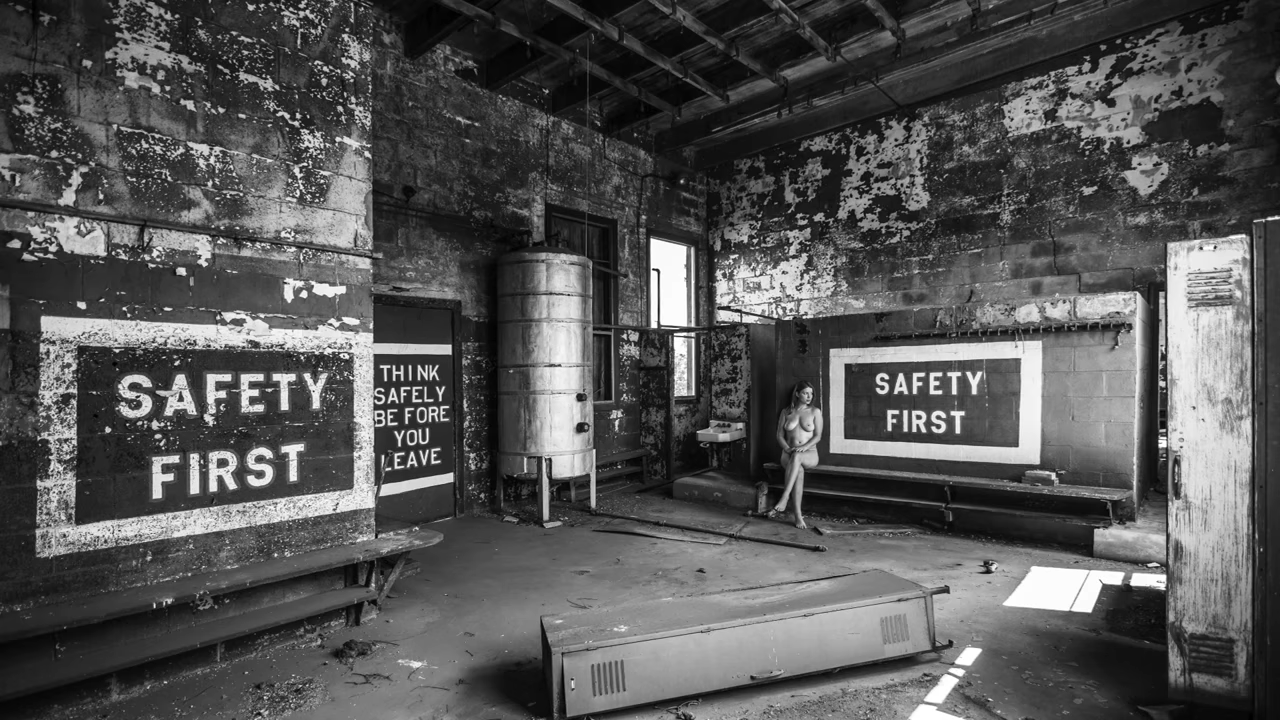 SAFETY
FIRST
THINK
SAFELY
BE FORE
YOU
LEAVE
SAFETY
FIRST